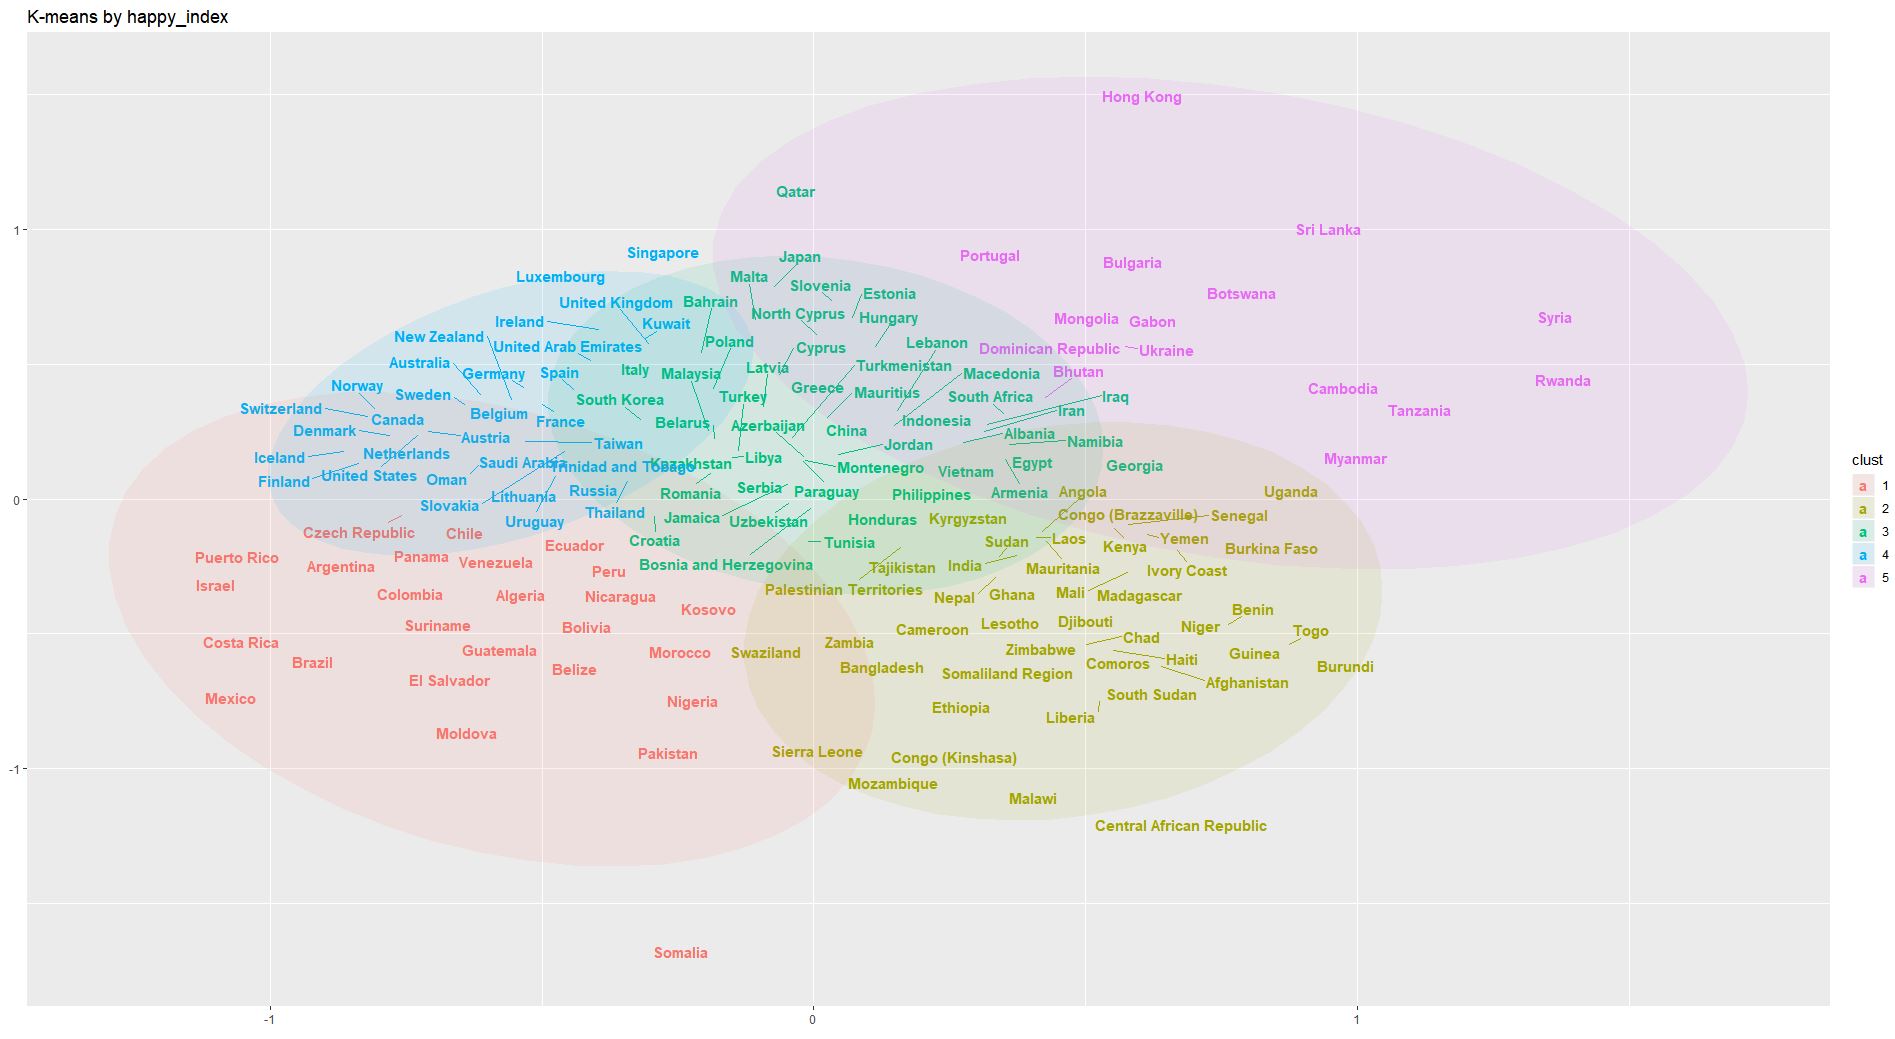 K-means by happy_index
Hong Kong
1
Qatar
Sri Lanka
Singapore
Japan
Portugal
Bulgaria
Luxembourg
Malta
Slovenia
Estonia
Botswana
United Kingdom
Bahrain
North Cyprus
Hungary
Mongolia
Gabon
Syria
Ireland
Kuwait
New Zealand
United Arab Emirates
Poland
Cyprus
Lebanon
Dominican Republic
Ukraine
Australia
Germany
Spain
Italy
Malaysia
Latvia
Turkmenistan
Macedonia
Bhutan
Rwanda
Norway
Sweden
Turkey
Greece
Mauritius
South Africa
Iraq
Cambodia
Switzerland
Canada
Belgium
France
South Korea
Belarus
Azerbaijan
China
Indonesia
Iran
Tanzania
Denmark
Austria
Taiwan
Jordan
Albania
Namibia
Iceland
Netherlands
Saudi Arabia
Trinidad and Tobago
Kazakhstan
Libya
Montenegro
Vietnam
Egypt
Georgia
Myanmar
Finland
United States
Oman
Lithuania
Russia
Romania
Serbia
Paraguay
Philippines
Armenia
Angola
Uganda
0
Slovakia
Uruguay
Thailand
Jamaica
Uzbekistan
Honduras
Kyrgyzstan
Congo (Brazzaville)
Senegal
Czech Republic
Chile
Ecuador
Croatia
Tunisia
Sudan
Laos
Kenya
Yemen
Burkina Faso
Puerto Rico
Argentina
Panama
Venezuela
Peru
Bosnia and Herzegovina
Tajikistan
India
Mauritania
Ivory Coast
Israel
Colombia
Algeria
Nicaragua
Kosovo
Palestinian Territories
Nepal
Ghana
Mali
Madagascar
Benin
Costa Rica
Suriname
Bolivia
Cameroon
Lesotho
Djibouti
Niger
Togo
Brazil
Guatemala
Morocco
Swaziland
Zambia
Zimbabwe
Chad
Haiti
Guinea
Mexico
El Salvador
Belize
Bangladesh
Somaliland Region
Comoros
Afghanistan
Burundi
Nigeria
Ethiopia
Liberia
South Sudan
Moldova
Pakistan
Sierra Leone
Congo (Kinshasa)
-1
Mozambique
Malawi
Central African Republic
Somalia
-1
0
1
clust
a 1
a 2
a 3
a 4
a 5